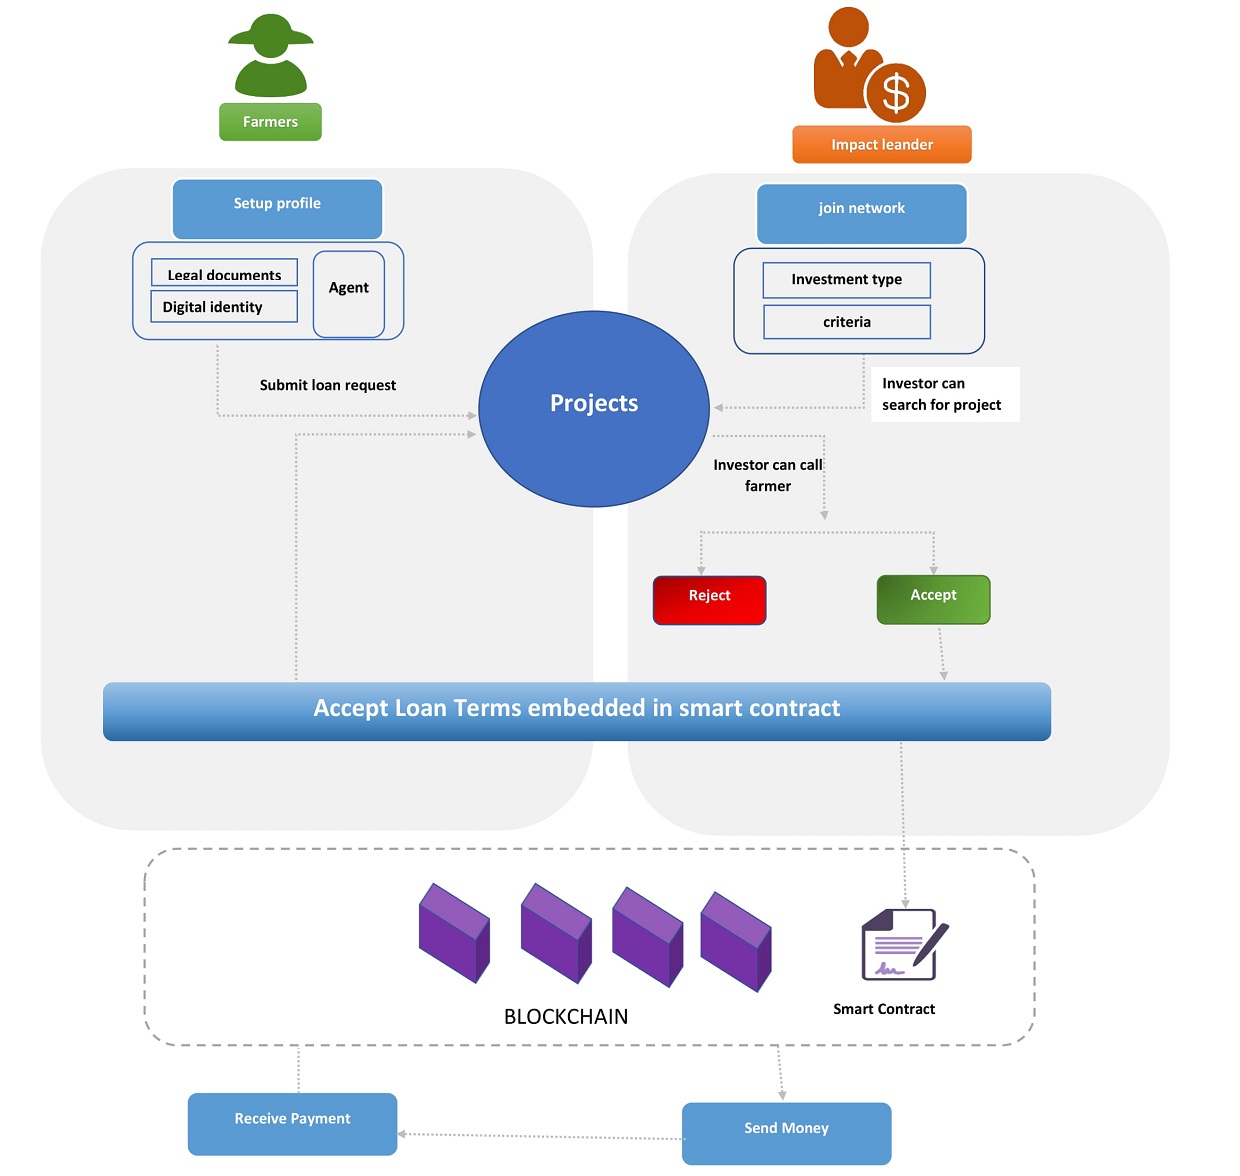 Farmers
$
Impact leander
Setup profile
join network
Legal documents
Digital identity
Agent
Investment type
criteria
Submit loan request
Investor can
search for project
Projects
Investor can call
farmer
Reject
Accept
Accept Loan Terms embedded in smart contract
BLOCKCHAIN
Smart Contract
Receive Payment
Send Money